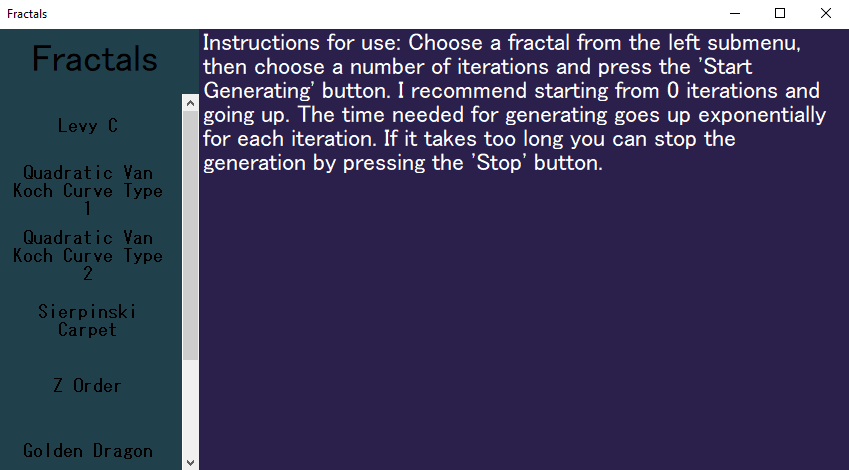 Fractals
Fractals
Levy C
Quadratic Van
Koch Curve Type
1
Quadratic Van
Koch Curve Type
2
Sierpinski
Carpet
Z Order
Golden Dragon
Instructions for use: Choose a fractal from the left submenu,
then choose a number of iterations and press the 'Start
Generating' button. I recommend starting from 0 iterations and
going up. The time needed for generating goes up exponentially
for each iteration. If it takes too long you can stop the
generation by pressing the 'Stop' button.